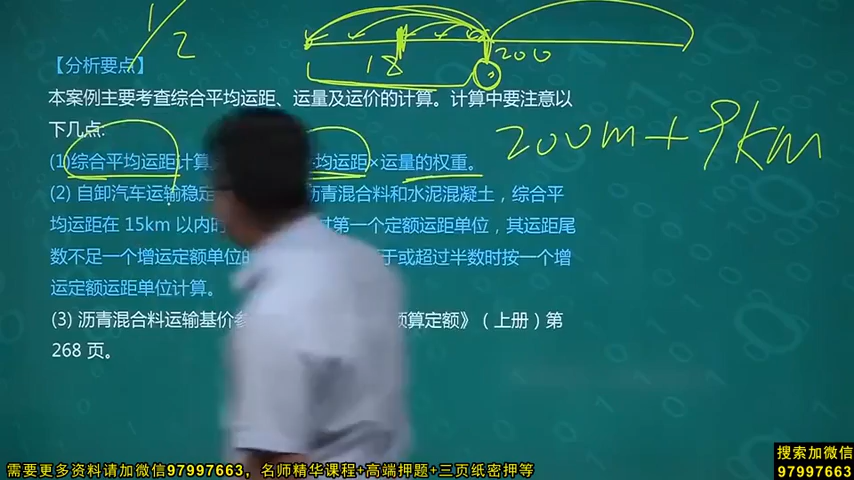 1/2
18
200
【分析要点】
本案例主要考查综合平均运距、运量及运价的计算。计算中要注意以
下几点:
200m+9km
(1)综合平均运距计算 均运距×运量的权重。
(2) 自卸汽车运输稳定 沥青混合料和水泥混凝土，综合平
均运距在 15km 以内时 过第一个定额运距单位，其运距尾
数不足一个增运定额单位的 于或超过半数时按一个增
运定额运距单位计算。
(3) 沥青混合料运输基价参 预算定额》（上册）第
268 页。
搜索加微信
97997663
需要更多资料请加微信97997663，名师精华课程+高端押题+三页纸密押等